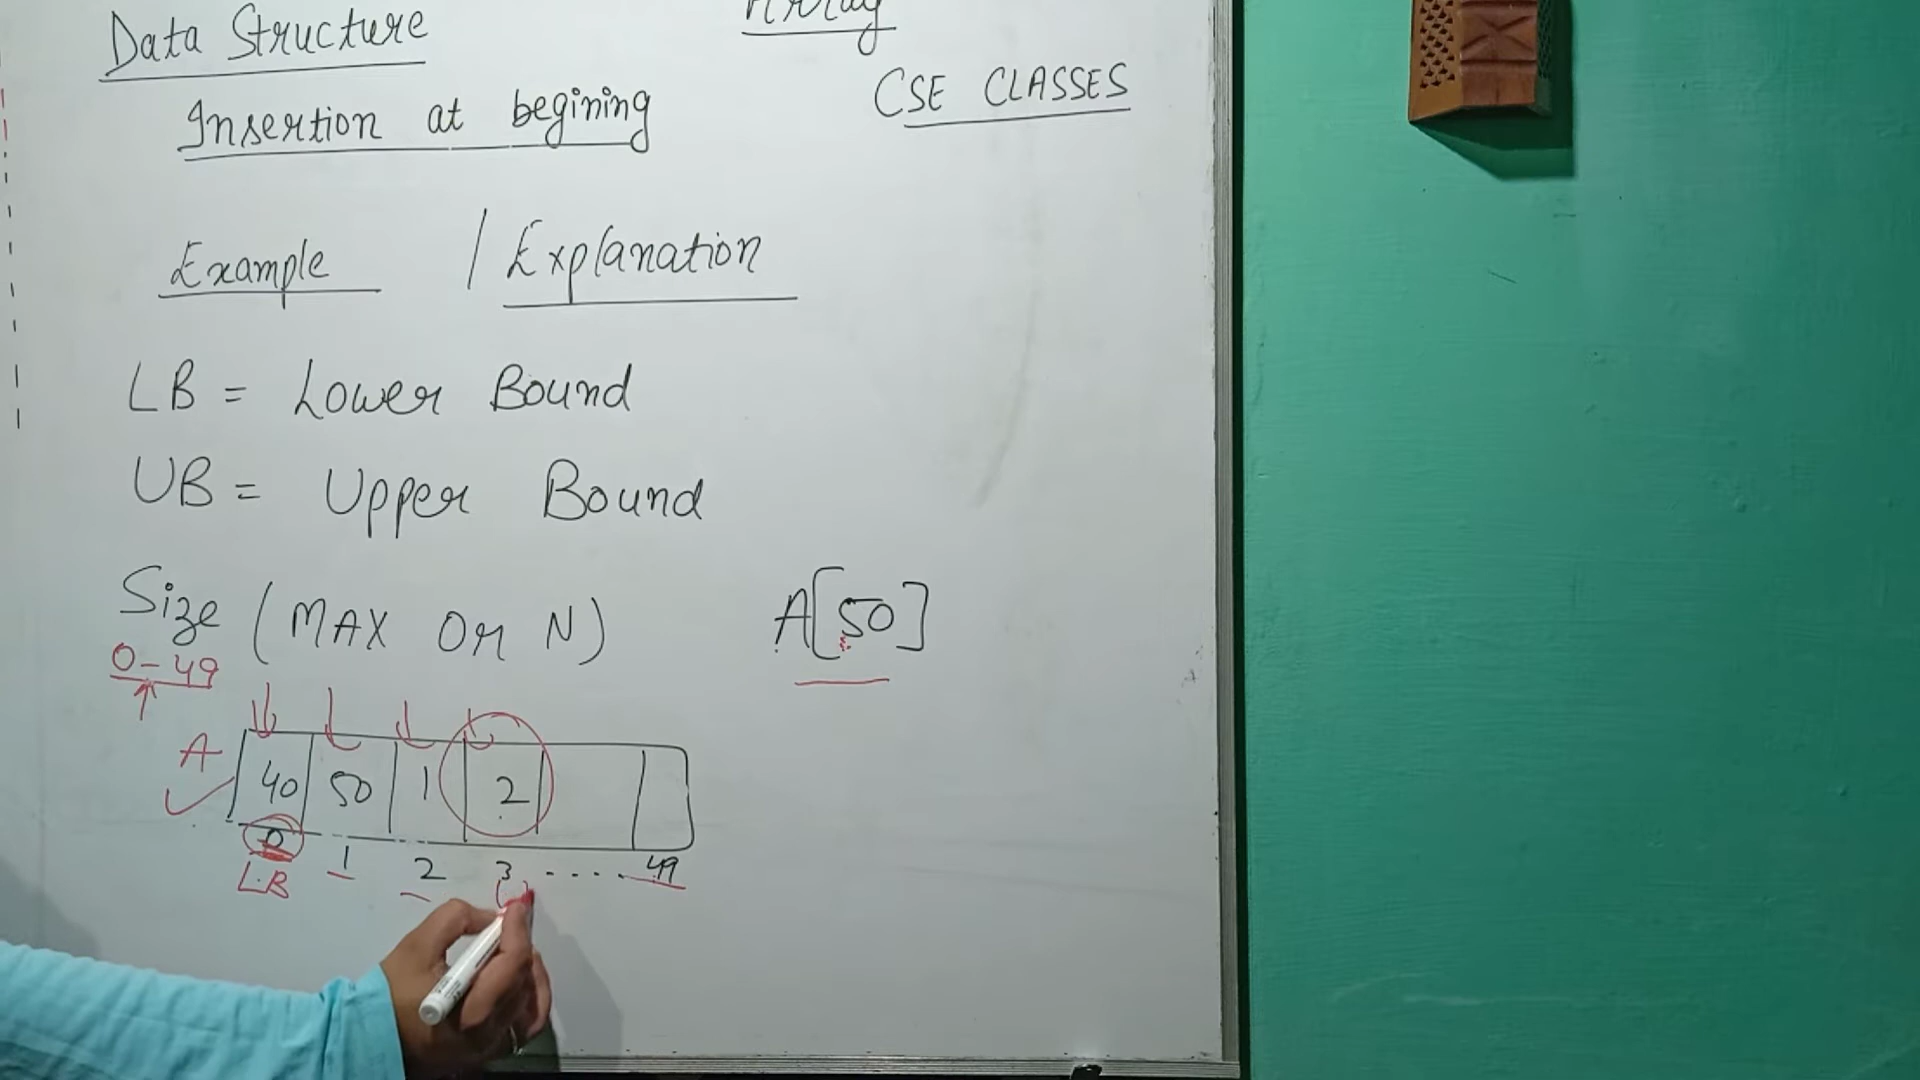 Data Structure
Array
CSE CLASSES
Insertion at begining
Example / Explanation
LB = Lower Bound
UB = Upper Bound
Size (MAX Or N) A[50]
0-49
A
40 50 1 2
0 1 2 3 .... 49
LB